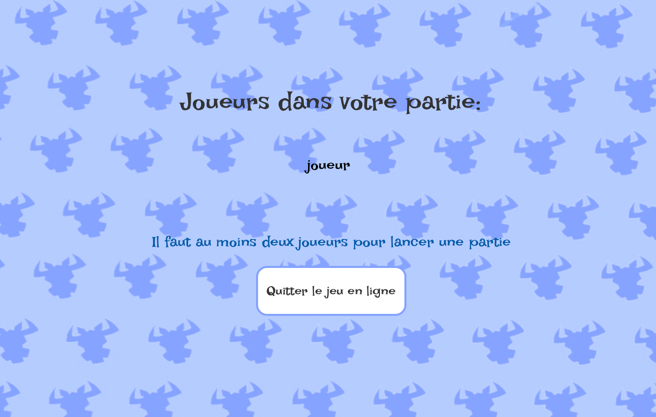 Joueurs dans votre partie:
joueur
Il faut au moins deux joueurs pour lancer une partie
Quitter le jeu en ligne